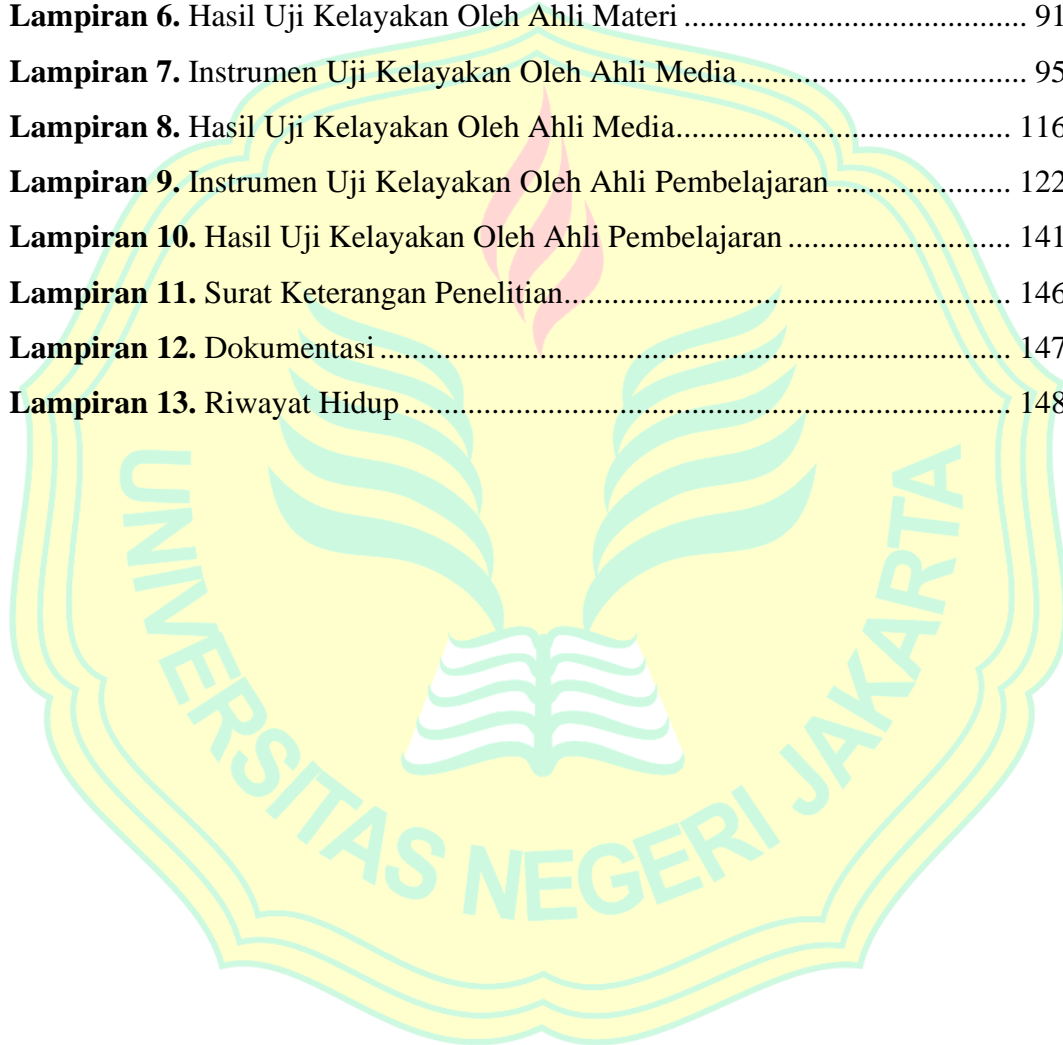 Lampiran 6. Hasil Uji Kelayakan Oleh Ahli Materi ........................................ 91
Lampiran 7. Instrumen Uji Kelayakan Oleh Ahli Media .................................. 95
Lampiran 8. Hasil Uji Kelayakan Oleh Ahli Media ....................................... 116
Lampiran 9. Instrumen Uji Kelayakan Oleh Ahli Pembelajaran ..................... 122
Lampiran 10. Hasil Uji Kelayakan Oleh Ahli Pembelajaran .......................... 141
Lampiran 11. Surat Keterangan Penelitian .................................................... 146
Lampiran 12. Dokumentasi ........................................................................... 147
Lampiran 13. Riwayat Hidup ........................................................................ 148
UNIVERSITAS NEGERI JAKARTA